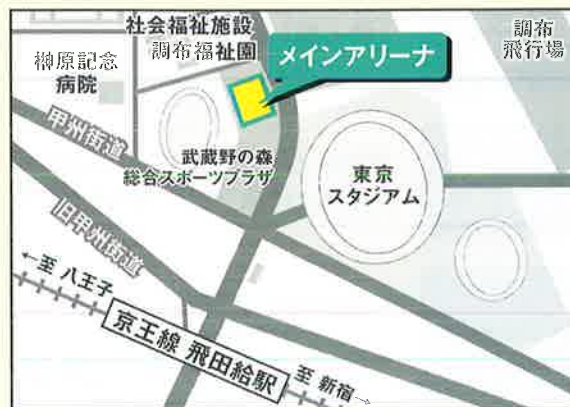 社会福祉施設
調布福祉園
メインアリーナ
調布
飛行場
榊原記念
病院
甲州街道
武蔵野の森
総合スポーツプラザ
東京
スタジアム
旧甲州街道
←至 八王子
京王線 飛田給駅
至 新宿→